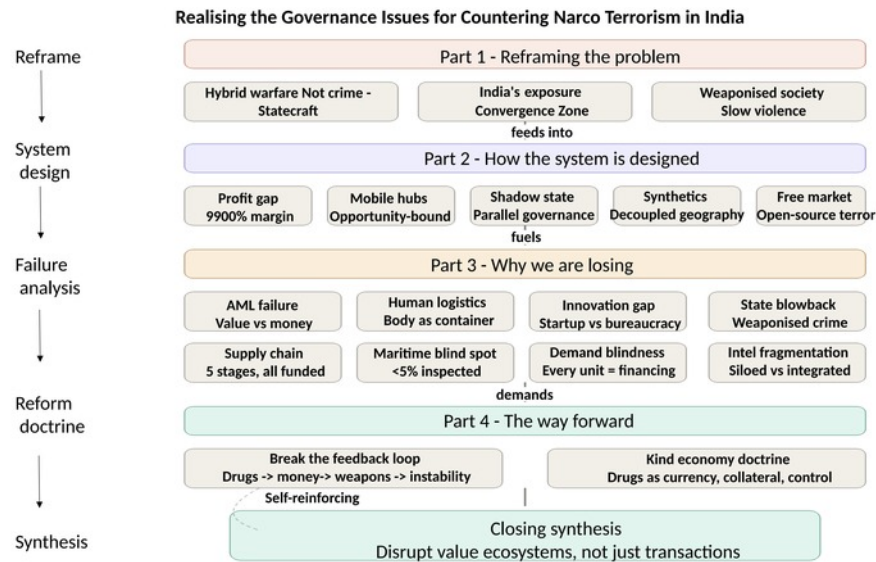 Realising the Governance Issues for Countering Narco Terrorism in India
Reframe
Part 1 - Reframing the problem
Hybrid warfare Not crime -
Statecraft
India's exposure
Convergence Zone
Weaponised society
Slow violence
feeds into
System
design
Part 2 - How the system is designed
Profit gap
9900% margin
Mobile hubs
Opportunity-bound
Shadow state
Parallel governance
Synthetics
Decoupled geography
Free market
Open-source terror
fuels
Failure
analysis
Part 3 - Why we are losing
AML failure
Value vs money
Human logistics
Body as container
Innovation gap
Startup vs bureaucracy
State blowback
Weaponised crime
Supply chain
5 stages, all funded
Maritime blind spot
<5% inspected
Demand blindness
Every unit = financing
Intel fragmentation
Siloed vs integrated
demands
Reform
doctrine
Part 4 - The way forward
Break the feedback loop
Drugs -> money-> weapons -> instability
Kind economy doctrine
Drugs as currency, collateral, control
Self-reinforcing
Synthesis
Closing synthesis
Disrupt value ecosystems, not just transactions